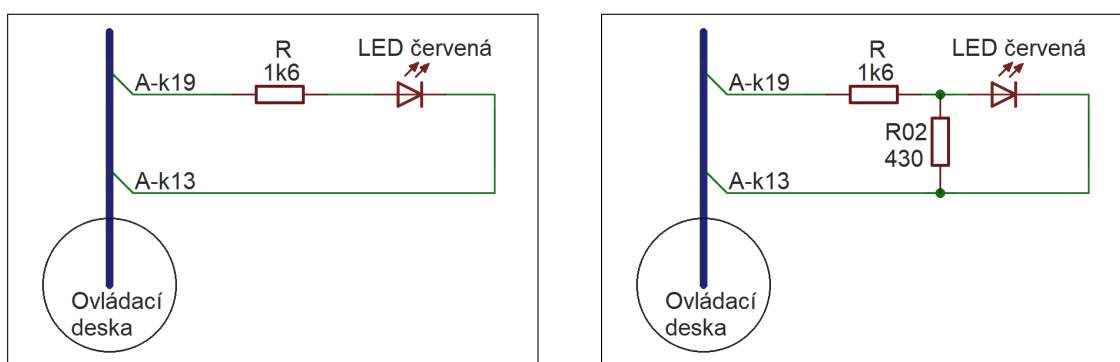 R
1k6
LED červená
A-k19
A-k13
Ovládací
deska
R
1k6
LED červená
A-k19
R02
430
A-k13
Ovládací
deska